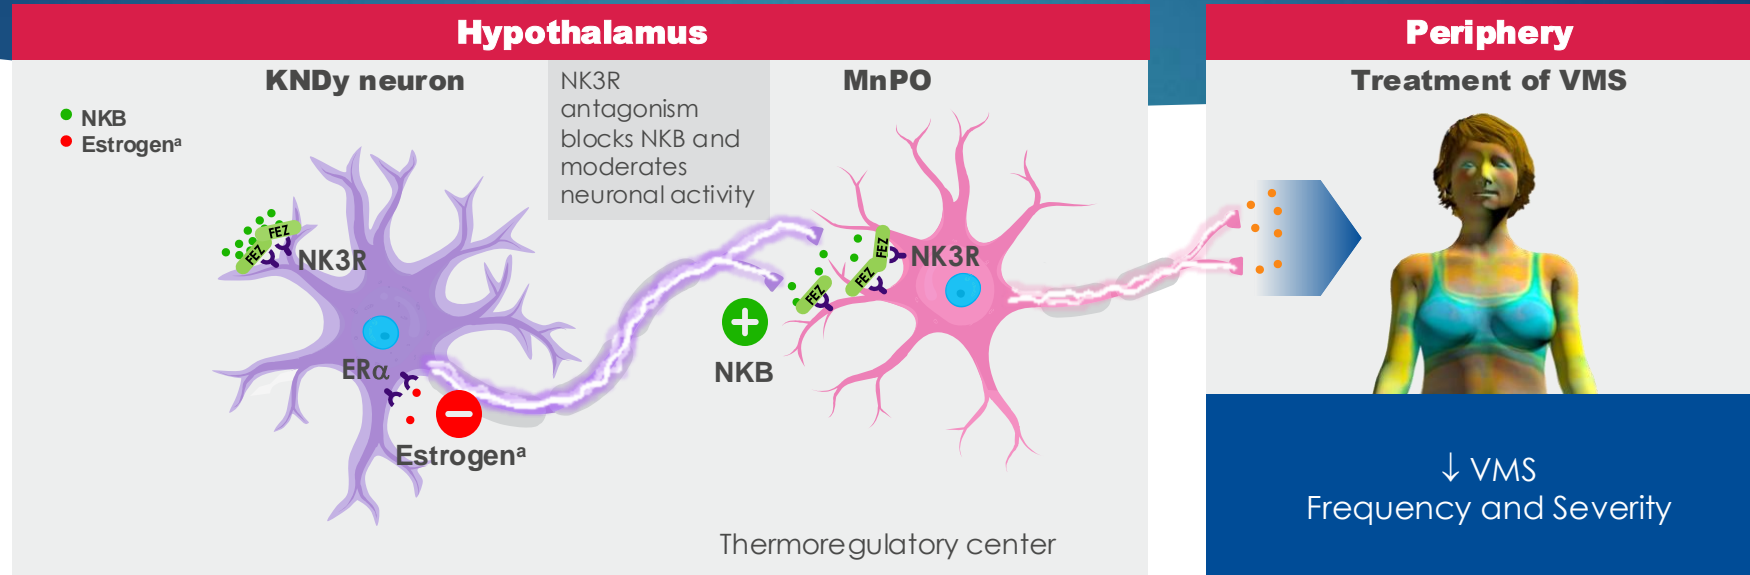 Hypothalamus
KNDy neuron
NKB
Estrogenᵃ
NK3R
antagonism
blocks NKB and
moderates
neuronal activity
MnPO
FEZ
FEZ
NK3R
ERα
Estrogenᵃ
NKB
FEZ
FEZ
FEZ
NK3R
Thermoregulatory center
Periphery
Treatment of VMS
↓ VMS
Frequency and Severity